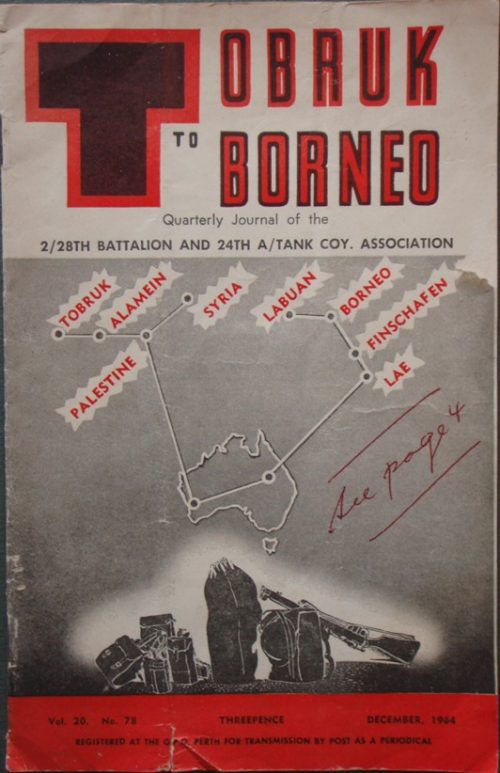 TOBRUK
TO
BORNEO
Quarterly Journal of the
2/28TH BATTALION AND 24TH A/TANK COY. ASSOCIATION
TOBRUK
ALAMEIN
SYRIA
LABUAN
BORNEO
FINSCHAFEN
PALESTINE
LAE
See page 4
Vol. 20. No. 78 THREEPENCE DECEMBER, 1964
REGISTERED AT THE G.P.O. PERTH FOR TRANSMISSION BY POST AS A PERIODICAL